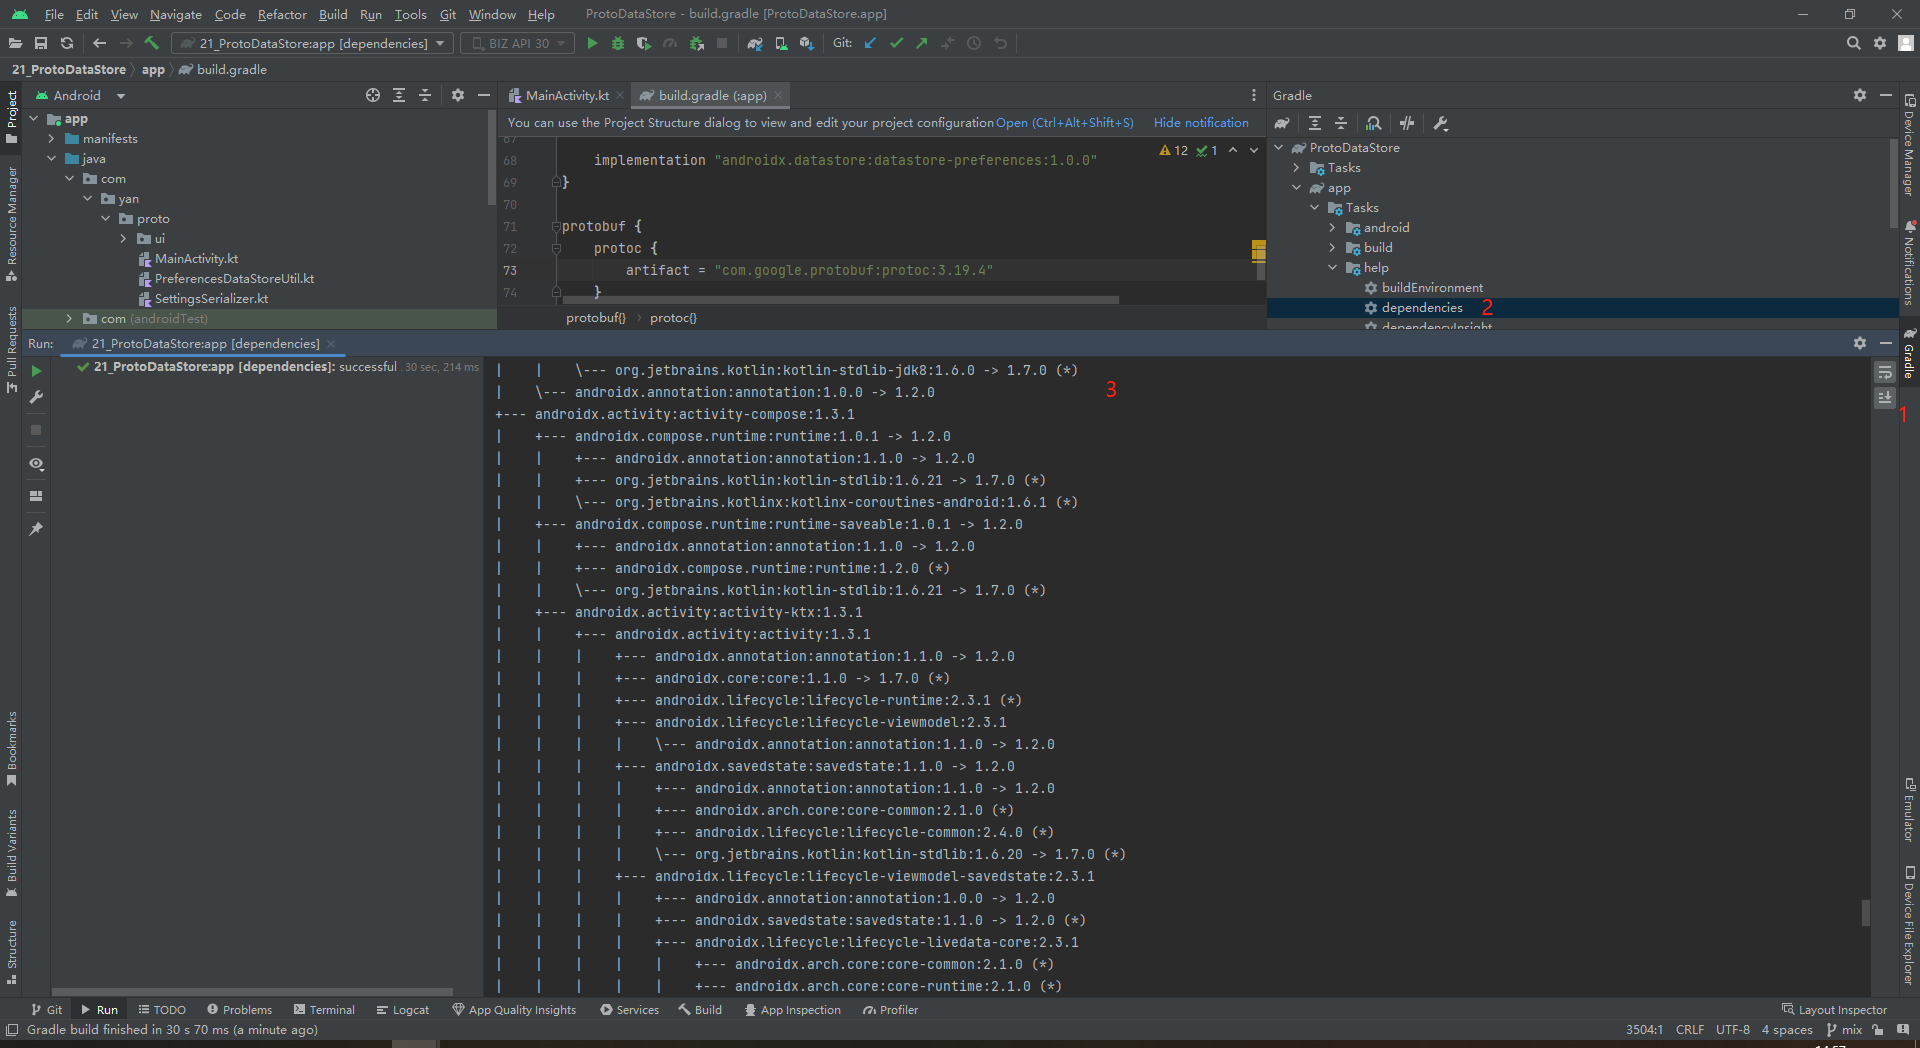 File Edit View Navigate Code Refactor Build Run Tools Git Window Help ProtoDataStore - build.gradle [ProtoDataStore.app]
21_ProtoDataStore:app [dependencies] BIZ API 30 Git:
21_ProtoDataStore app build.gradle
Project
Resource Manager
Pull Requests
Bookmarks
Build Variants
Structure
Android
app
manifests
java
com
yan
proto
ui
MainActivity.kt
PreferencesDataStoreUtil.kt
SettingsSerializer.kt
com (androidTest)
MainActivity.kt build.gradle (:app)
You can use the Project Structure dialog to view and edit your project configuration Open (Ctrl+Alt+Shift+S) Hide notification
67
68 implementation "androidx.datastore:datastore-preferences:1.0.0" 12 1
69 }
70
71 protobuf {
72 protoc {
73 artifact = "com.google.protobuf:protoc:3.19.4"
74 }
protobuf{} protoc{}
Gradle
ProtoDataStore
Tasks
app
Tasks
android
build
help
buildEnvironment
dependencies 2
dependencyInsight
Device Manager
Notifications
Gradle
1
Emulator
Device File Explorer
Run: 21_ProtoDataStore:app [dependencies]
21_ProtoDataStore:app [dependencies]: successful . 30 sec, 214 ms
| | \--- org.jetbrains.kotlin:kotlin-stdlib-jdk8:1.6.0 -> 1.7.0 (*)
| \--- androidx.annotation:annotation:1.0.0 -> 1.2.0 3
+--- androidx.activity:activity-compose:1.3.1
| +--- androidx.compose.runtime:runtime:1.0.1 -> 1.2.0
| | +--- androidx.annotation:annotation:1.1.0 -> 1.2.0
| | +--- org.jetbrains.kotlin:kotlin-stdlib:1.6.21 -> 1.7.0 (*)
| | \--- org.jetbrains.kotlinx:kotlinx-coroutines-android:1.6.1 (*)
| +--- androidx.compose.runtime:runtime-saveable:1.0.1 -> 1.2.0
| | +--- androidx.annotation:annotation:1.1.0 -> 1.2.0
| | +--- androidx.compose.runtime:runtime:1.2.0 (*)
| | \--- org.jetbrains.kotlin:kotlin-stdlib:1.6.21 -> 1.7.0 (*)
| +--- androidx.activity:activity-ktx:1.3.1
| | +--- androidx.activity:activity:1.3.1
| | | +--- androidx.annotation:annotation:1.1.0 -> 1.2.0
| | | +--- androidx.core:core:1.1.0 -> 1.7.0 (*)
| | | +--- androidx.lifecycle:lifecycle-runtime:2.3.1 (*)
| | | +--- androidx.lifecycle:lifecycle-viewmodel:2.3.1
| | | | \--- androidx.annotation:annotation:1.1.0 -> 1.2.0
| | | +--- androidx.savedstate:savedstate:1.1.0 -> 1.2.0
| | | | +--- androidx.annotation:annotation:1.1.0 -> 1.2.0
| | | | +--- androidx.arch.core:core-common:2.1.0 (*)
| | | | +--- androidx.lifecycle:lifecycle-common:2.4.0 (*)
| | | | \--- org.jetbrains.kotlin:kotlin-stdlib:1.6.20 -> 1.7.0 (*)
| | | +--- androidx.lifecycle:lifecycle-viewmodel-savedstate:2.3.1
| | | | +--- androidx.annotation:annotation:1.0.0 -> 1.2.0
| | | | +--- androidx.savedstate:savedstate:1.1.0 -> 1.2.0 (*)
| | | | +--- androidx.lifecycle:lifecycle-livedata-core:2.3.1
| | | | | +--- androidx.arch.core:core-common:2.1.0 (*)
| | | | | +--- androidx.arch.core:core-runtime:2.1.0 (*)
Git Run TODO Problems Terminal Logcat App Quality Insights Services Build App Inspection Profiler Layout Inspector
Gradle build finished in 30 s 70 ms (a minute ago) 3504:1 CRLF UTF-8 4 spaces mix